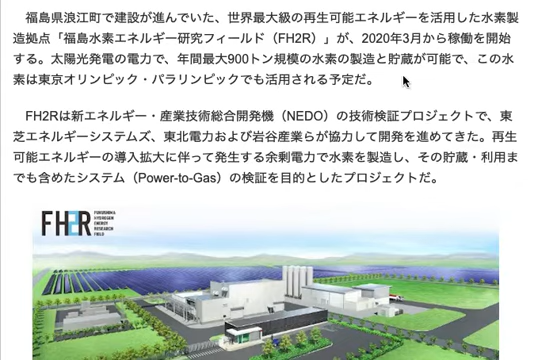 福島県浪江町で建設が進んでいた、世界最大級の再生可能エネルギーを活用した水素製
造拠点「福島水素エネルギー研究フィールド（FH2R）」が、2020年3月から稼働を開始
する。太陽光発電の電力で、年間最大900トン規模の水素の製造と貯蔵が可能で、この水
素は東京オリンピック・パラリンピックでも活用される予定だ。
FH2Rは新エネルギー・産業技術総合開発機（NEDO）の技術検証プロジェクトで、東
芝エネルギーシステムズ、東北電力および岩谷産業らが協力して開発を進めてきた。再生
可能エネルギーの導入拡大に伴って発生する余剰電力で水素を製造し、その貯蔵・利用ま
でも含めたシステム（Power-to-Gas）の検証を目的としたプロジェクトだ。
FH2R
FUKUSHIMA
HYDROGEN
ENERGY
RESEARCH
FIELD